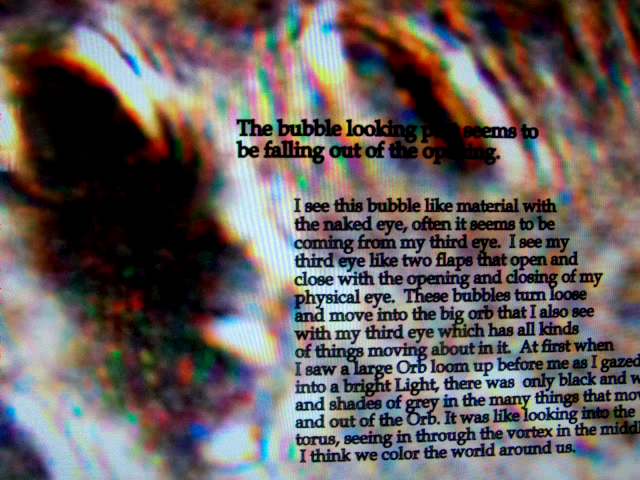 The bubble looking seems to
be falling out of the opening.
I see this bubble like material with
the naked eye, often it seems to be
coming from my third eye. I see my
third eye like two flaps that open and
close with the opening and closing of my
physical eye. These bubbles turn loose
and move into the big orb that I also see
with my third eye which has all kinds
of things moving about in it. At first when
I saw a large Orb loom up before me as I gazed
into a bright Light, there was only black and w
and shades of grey in the many things that mov
and out of the Orb. It was like looking into the
torus, seeing in through the vortex in the middl
I think we color the world around us.